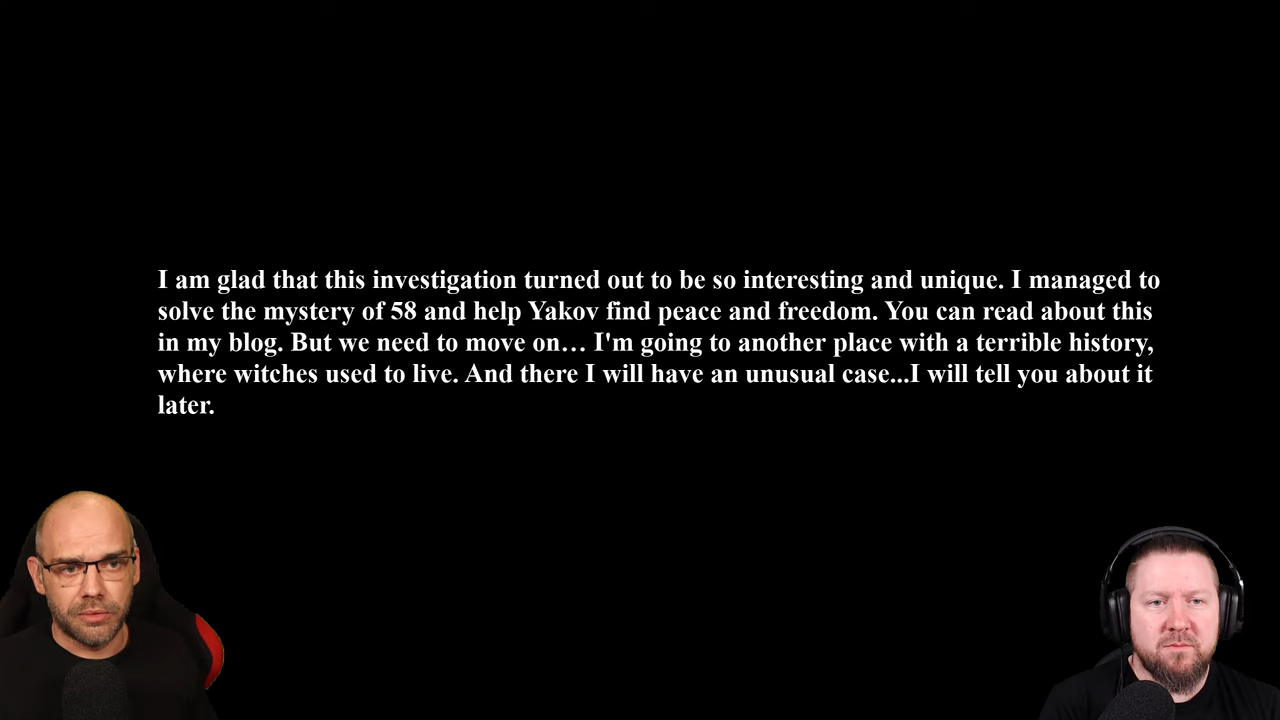 I am glad that this investigation turned out to be so interesting and unique. I managed to
solve the mystery of 58 and help Yakov find peace and freedom. You can read about this
in my blog. But we need to move on… I'm going to another place with a terrible history,
where witches used to live. And there I will have an unusual case...I will tell you about it
later.